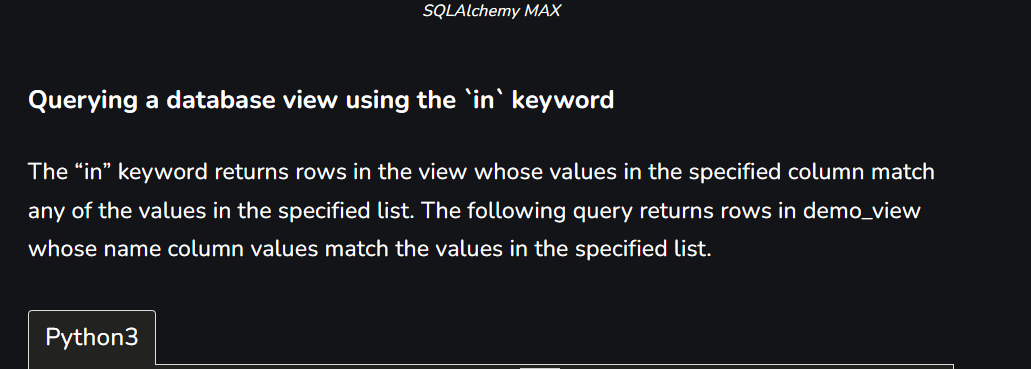 SQLAlchemy MAX
Querying a database view using the `in` keyword
The “in” keyword returns rows in the view whose values in the specified column match
any of the values in the specified list. The following query returns rows in demo_view
whose name column values match the values in the specified list.
Python3